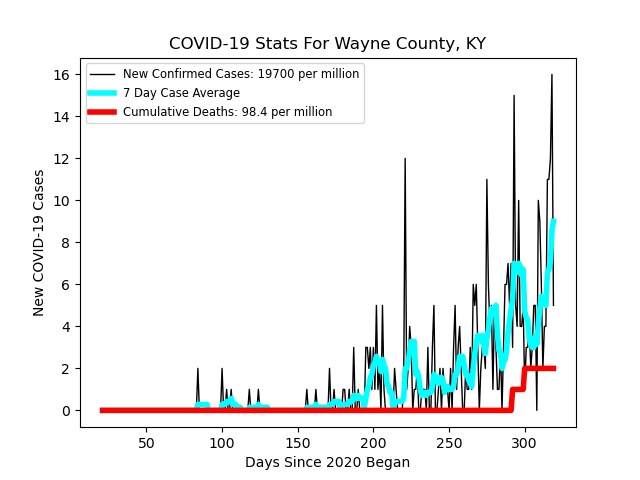 COVID-19 Stats For Wayne County, KY
New Confirmed Cases: 19700 per million
7 Day Case Average
Cumulative Deaths: 98.4 per million
New COVID-19 Cases
16
14
12
10
8
6
4
2
0
50 100 150 200 250 300
Days Since 2020 Began